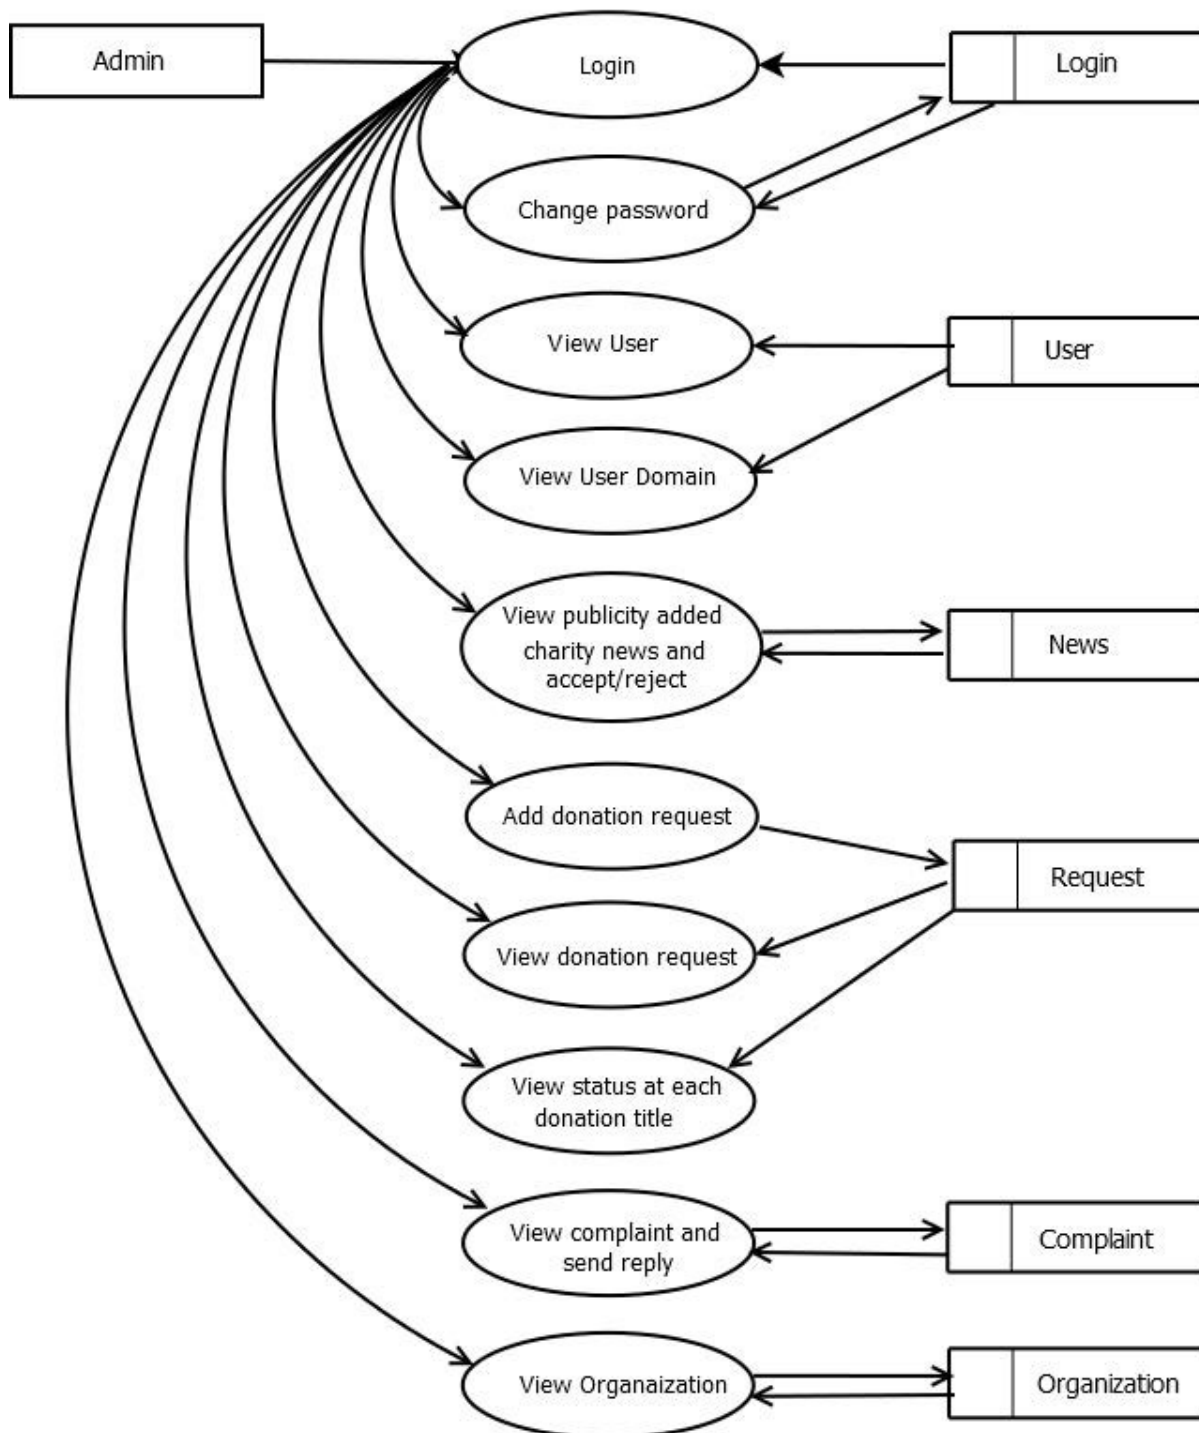 Admin
Login
Login
Change password
View User
User
View User Domain
View publicity added
charity news and
accept/reject
News
Add donation request
Request
View donation request
View status at each
donation title
View complaint and
send reply
Complaint
View Organaization
Organization